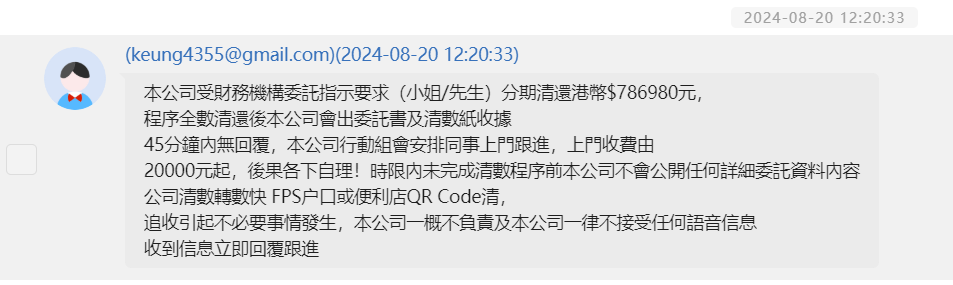 2024-08-20 12:20:33
(keung4355@gmail.com)(2024-08-20 12:20:33)
本公司受財務機構委託指示要求（小姐/先生）分期清還港幣$786980元，
程序全數清還後本公司會出委託書及清數紙收據
45分鐘內無回覆，本公司行動組會安排同事上門跟進，上門收費由
20000元起，後果各下自理！時限內未完成清數程序前本公司不會公開任何詳細委託資料內容
公司清數轉數快 FPS户口或便利店QR Code清，
追收引起不必要事情發生，本公司一概不負責及本公司一律不接受任何語音信息
收到信息立即回覆跟進